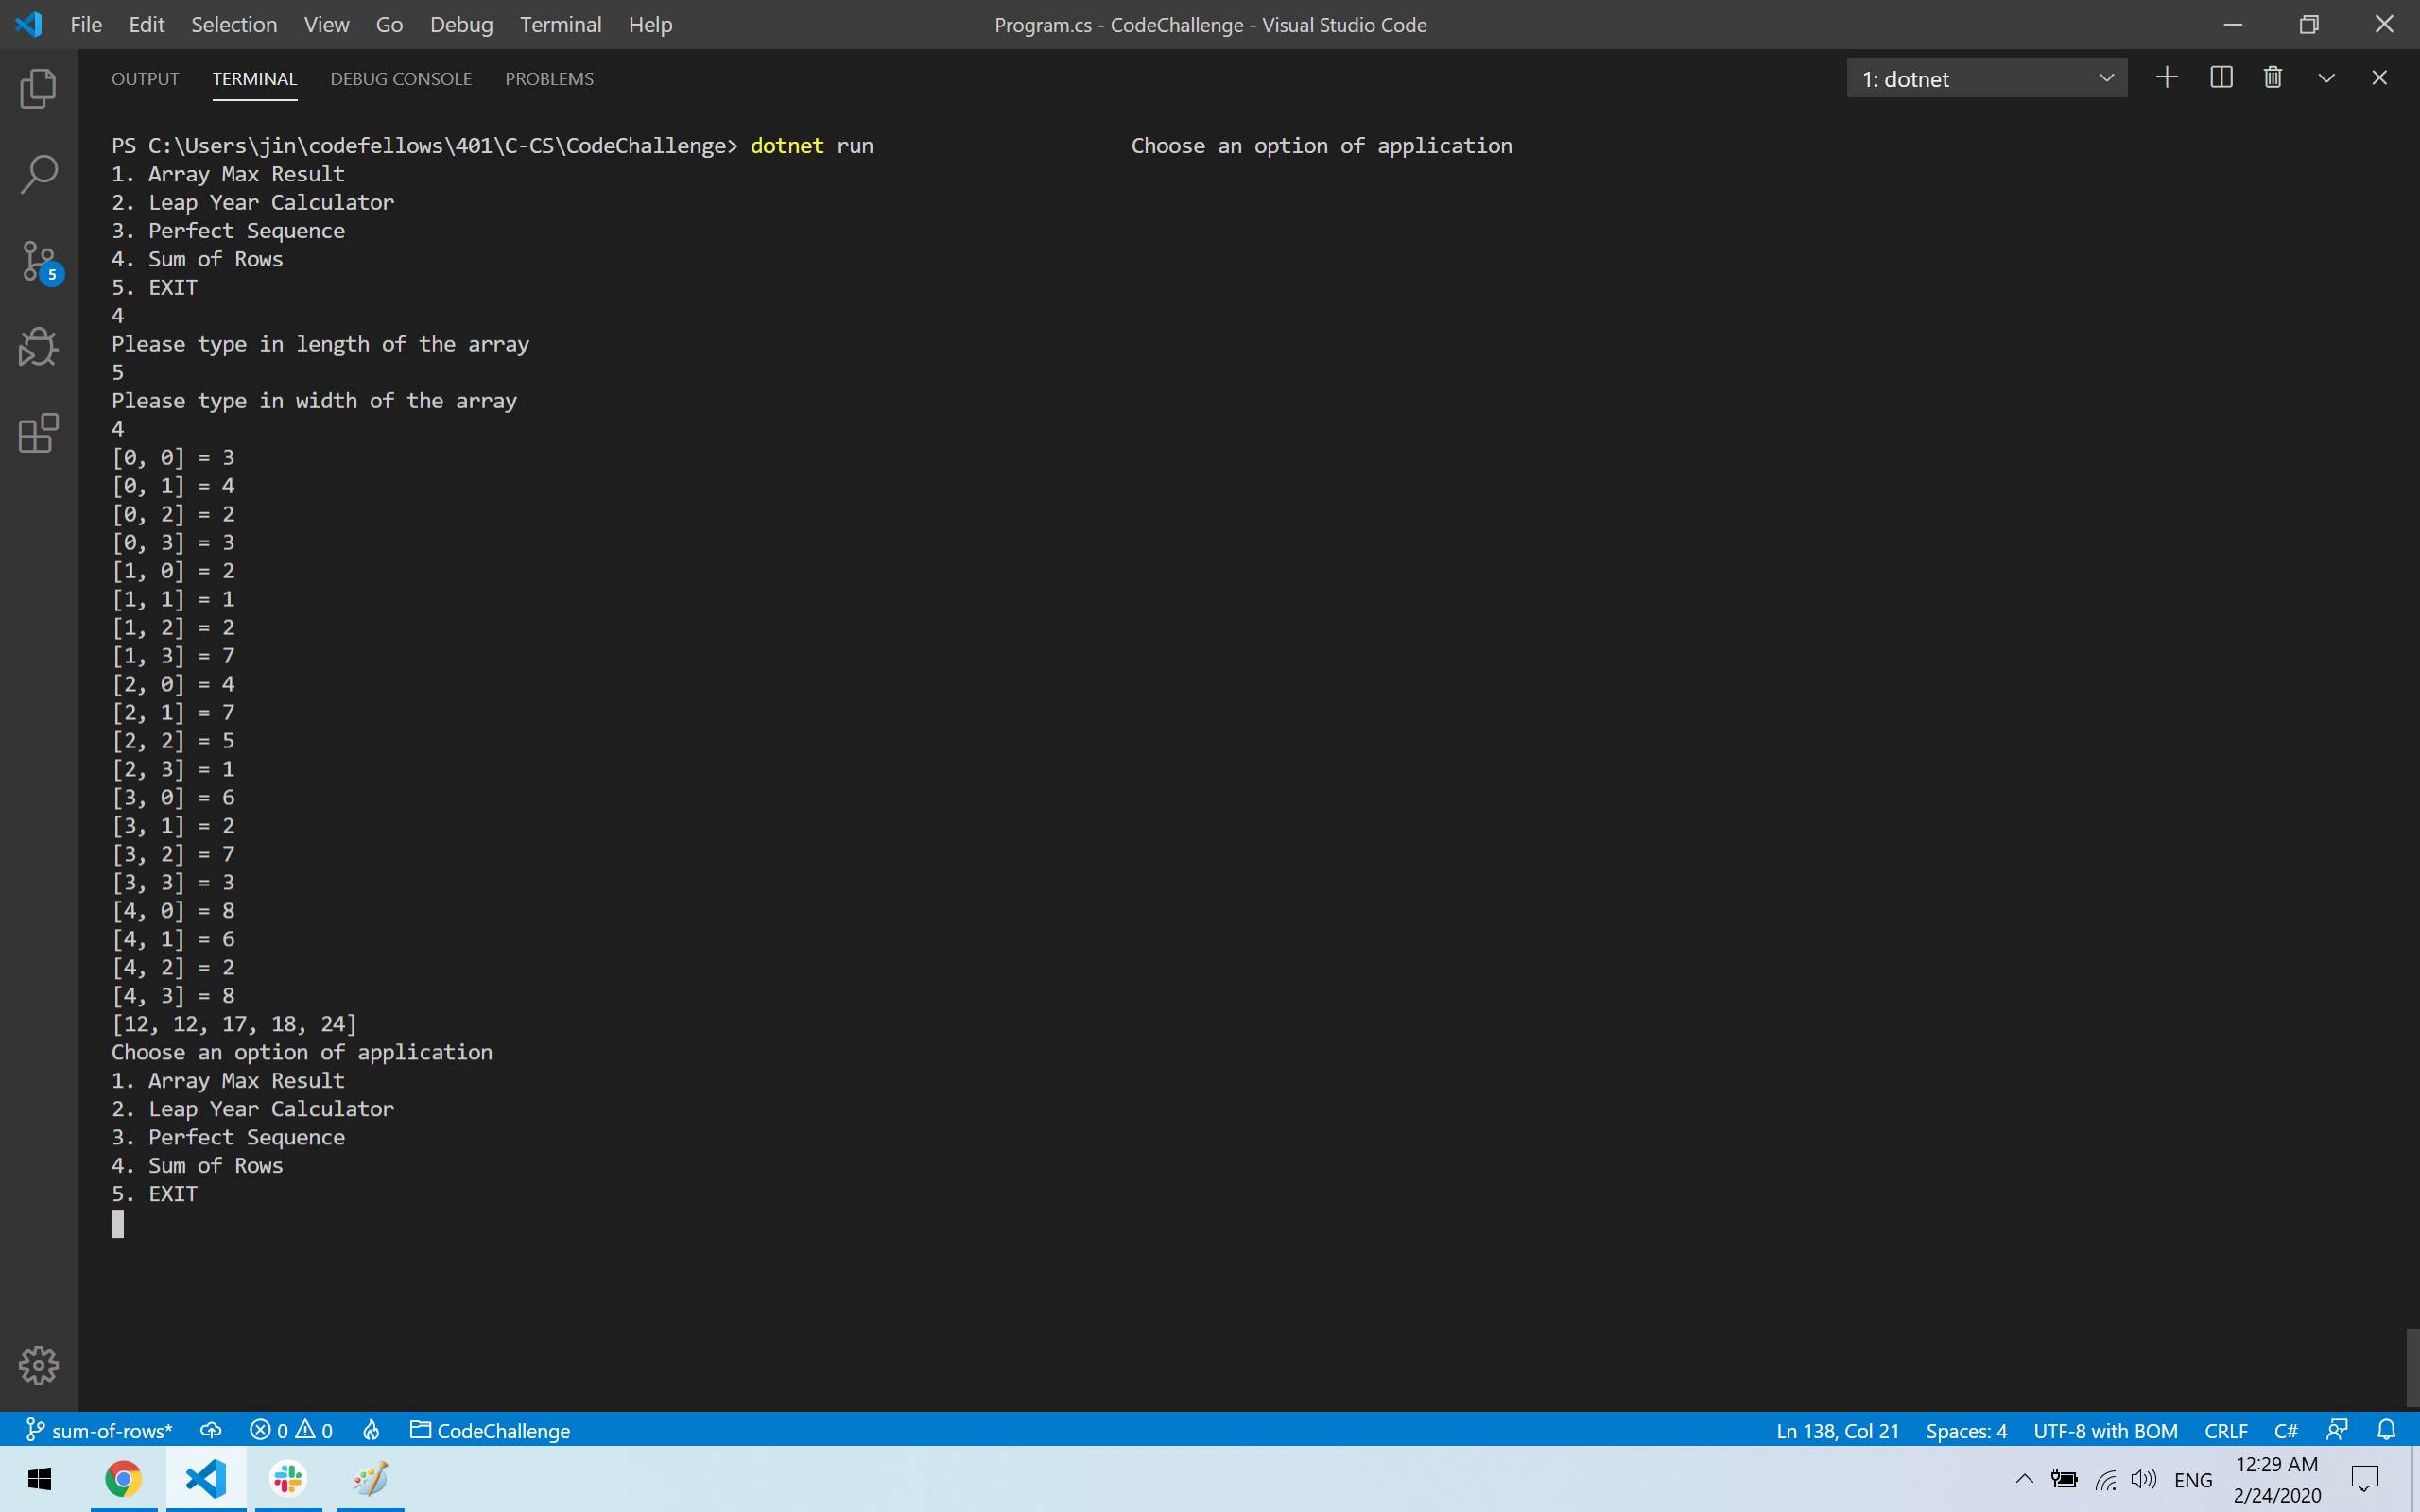 File Edit Selection View Go Debug Terminal Help Program.cs - CodeChallenge - Visual Studio Code
OUTPUT TERMINAL DEBUG CONSOLE PROBLEMS 1: dotnet
PS C:\Users\jin\codefellows\401\C-CS\CodeChallenge> dotnet run Choose an option of application
1. Array Max Result
2. Leap Year Calculator
3. Perfect Sequence
4. Sum of Rows
5. EXIT
4
Please type in length of the array
5
Please type in width of the array
4
[0, 0] = 3
[0, 1] = 4
[0, 2] = 2
[0, 3] = 3
[1, 0] = 2
[1, 1] = 1
[1, 2] = 2
[1, 3] = 7
[2, 0] = 4
[2, 1] = 7
[2, 2] = 5
[2, 3] = 1
[3, 0] = 6
[3, 1] = 2
[3, 2] = 7
[3, 3] = 3
[4, 0] = 8
[4, 1] = 6
[4, 2] = 2
[4, 3] = 8
[12, 12, 17, 18, 24]
Choose an option of application
1. Array Max Result
2. Leap Year Calculator
3. Perfect Sequence
4. Sum of Rows
5. EXIT
5
sum-of-rows* 0 0 CodeChallenge Ln 138, Col 21 Spaces: 4 UTF-8 with BOM CRLF C#
ENG 12:29 AM
2/24/2020